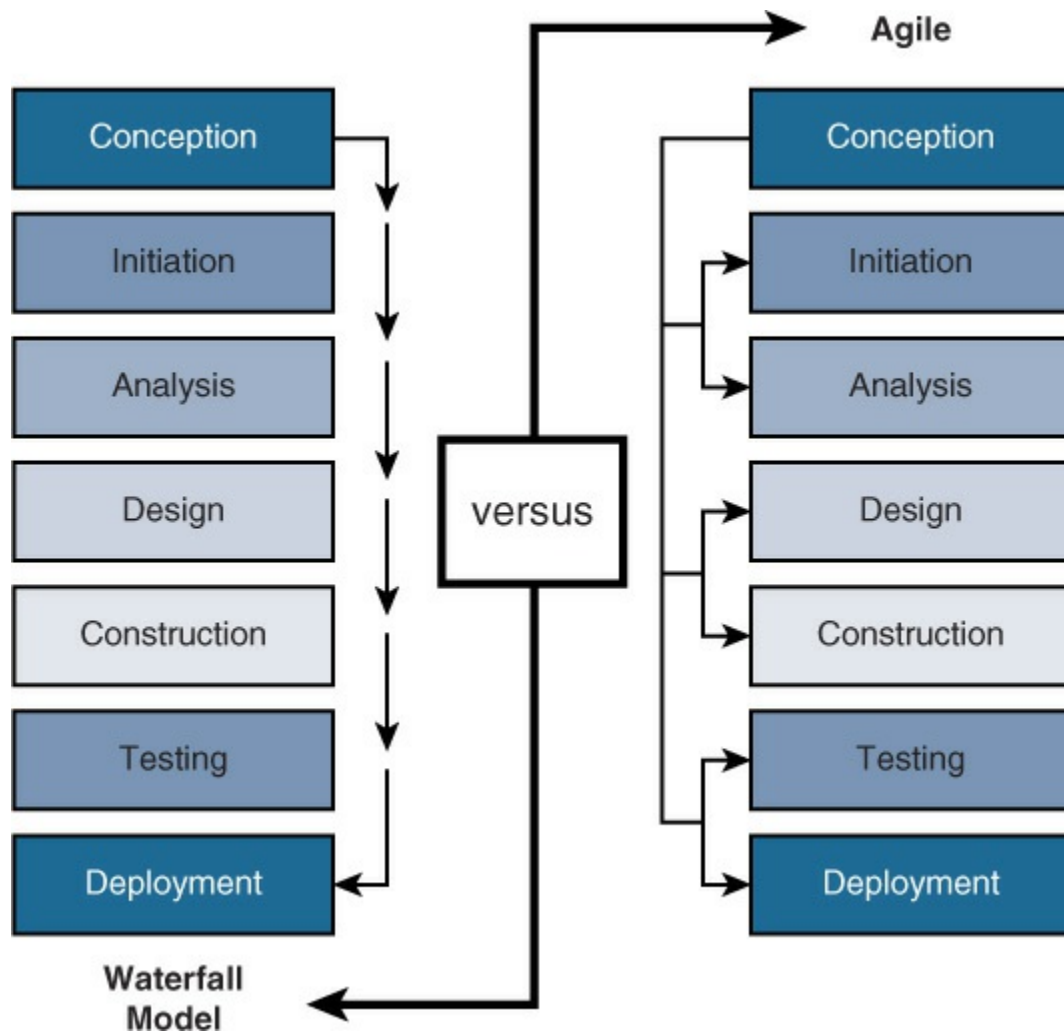 Agile
Conception
Initiation
Analysis
Design
Construction
Testing
Deployment
Waterfall
Model
versus
Conception
Initiation
Analysis
Design
Construction
Testing
Deployment